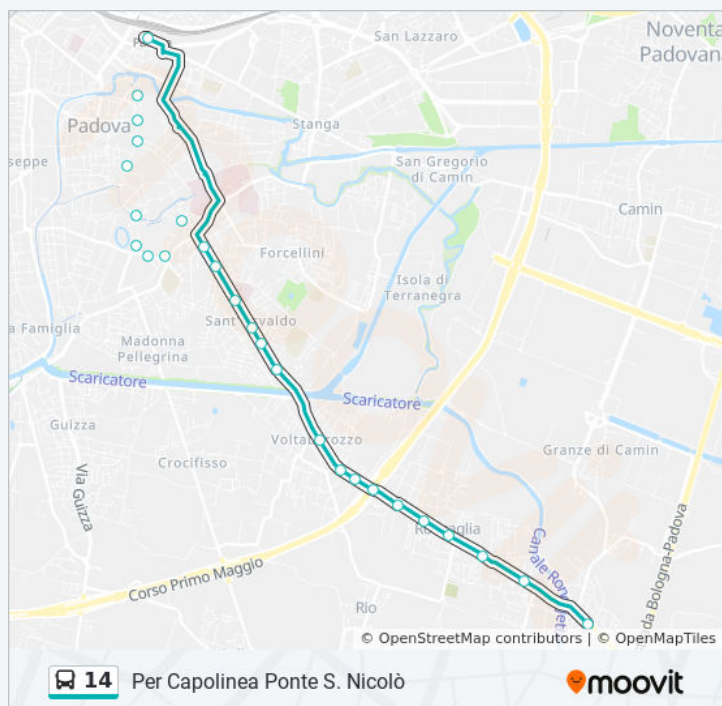 San Lazzaro
Noventa
Padovana
Pa
Padova
Stanga
seppe
San Gregorio
di Camin
Camin
Forcellini
Isola di
Terranegra
a Famiglia
Sant'Osvaldo
Madonna
Pellegrina
Scaricatore
Scaricatore
Guizza
Voltabarozzo
Crocifisso
Granze di Camin
Via Guizza
Roncaglia
Corso Primo Maggio
Rio
Canale Ronc
da Bologna-Padova
© OpenStreetMap contributors | © OpenMapTiles
14 Per Capolinea Ponte S. Nicolò
moovit